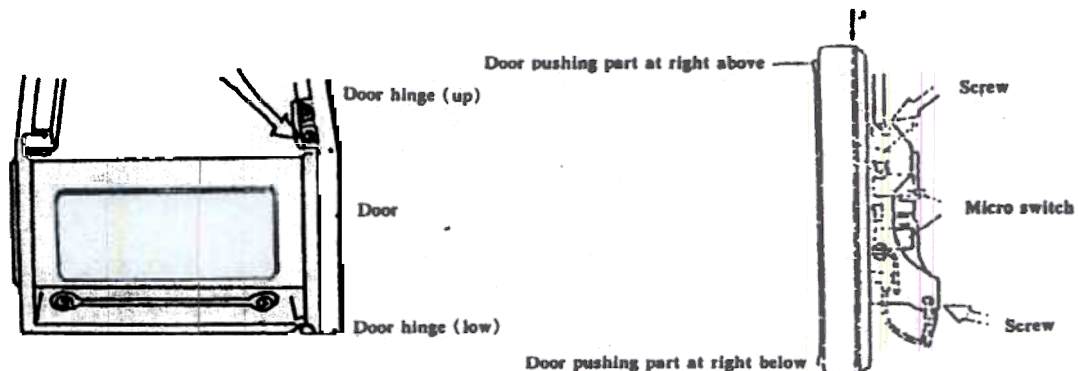 Door hinge (up)
Door
Door hinge (low)
Door pushing part at right above
Screw
Micro switch
Screw
Door pushing part at right below